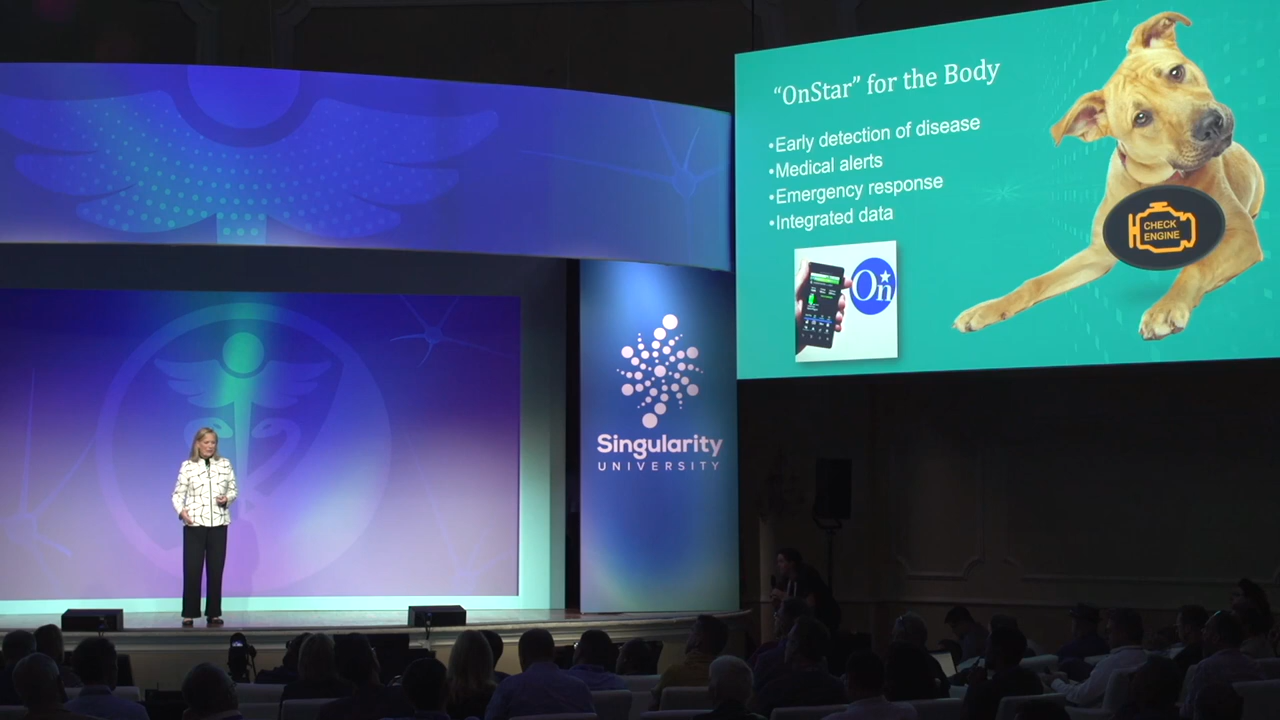 “OnStar” for the Body
•Early detection of disease
•Medical alerts
•Emergency response
•Integrated data
On
CHECK
ENGINE
Singularity
UNIVERSITY